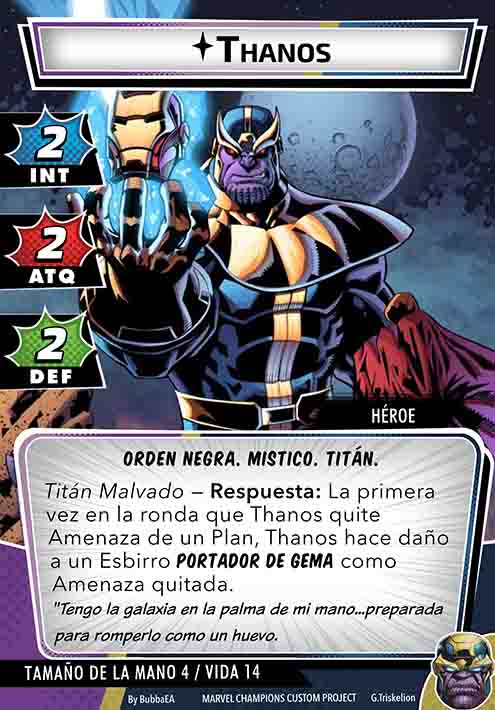 THANOS
2
INT
2
ATQ
2
DEF
HÉROE
ORDEN NEGRA. MISTICO. TITÁN.
Titán Malvado – Respuesta: La primera
vez en la ronda que Thanos quite
Amenaza de un Plan, Thanos hace daño
a un Esbirro PORTADOR DE GEMA como
Amenaza quitada.
"Tengo la galaxia en la palma de mi mano...preparada
para romperlo como un huevo.
TAMAÑO DE LA MANO 4 / VIDA 14
By BubbaEA MARVEL CHAMPIONS CUSTOM PROJECT G.Triskelion